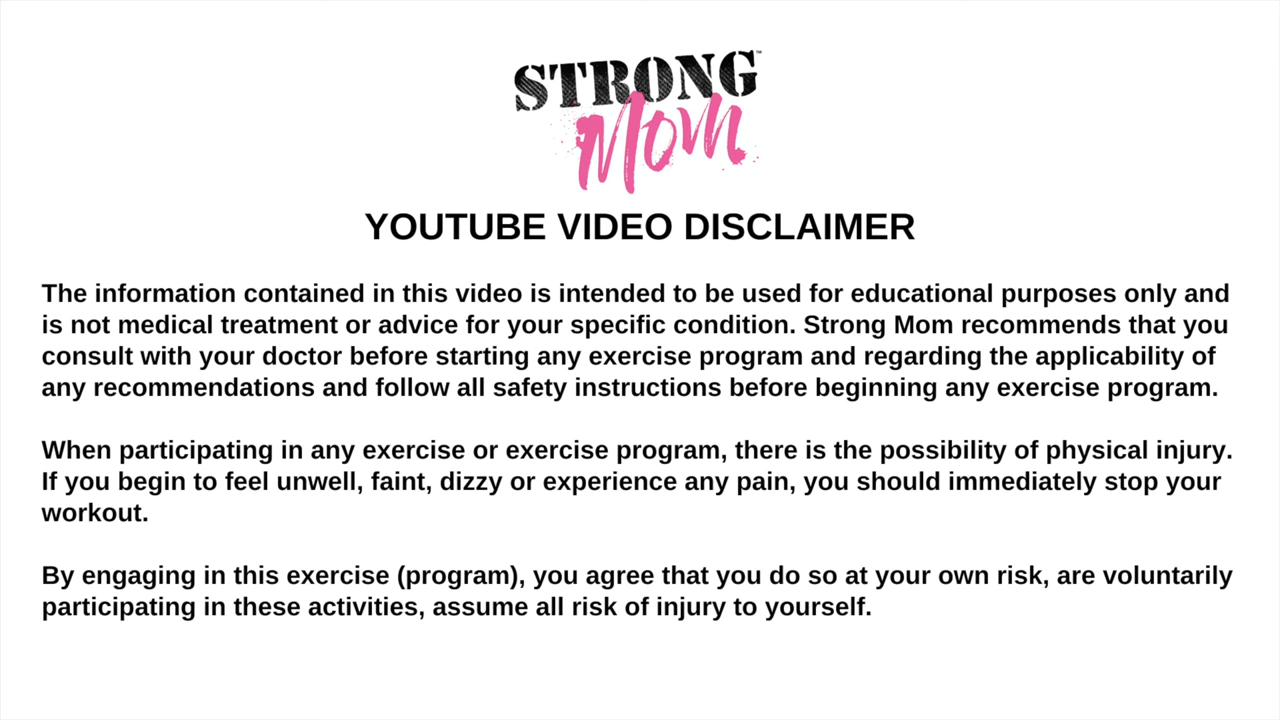 STRONG™
Mom
YOUTUBE VIDEO DISCLAIMER
The information contained in this video is intended to be used for educational purposes only and
is not medical treatment or advice for your specific condition. Strong Mom recommends that you
consult with your doctor before starting any exercise program and regarding the applicability of
any recommendations and follow all safety instructions before beginning any exercise program.
When participating in any exercise or exercise program, there is the possibility of physical injury.
If you begin to feel unwell, faint, dizzy or experience any pain, you should immediately stop your
workout.
By engaging in this exercise (program), you agree that you do so at your own risk, are voluntarily
participating in these activities, assume all risk of injury to yourself.